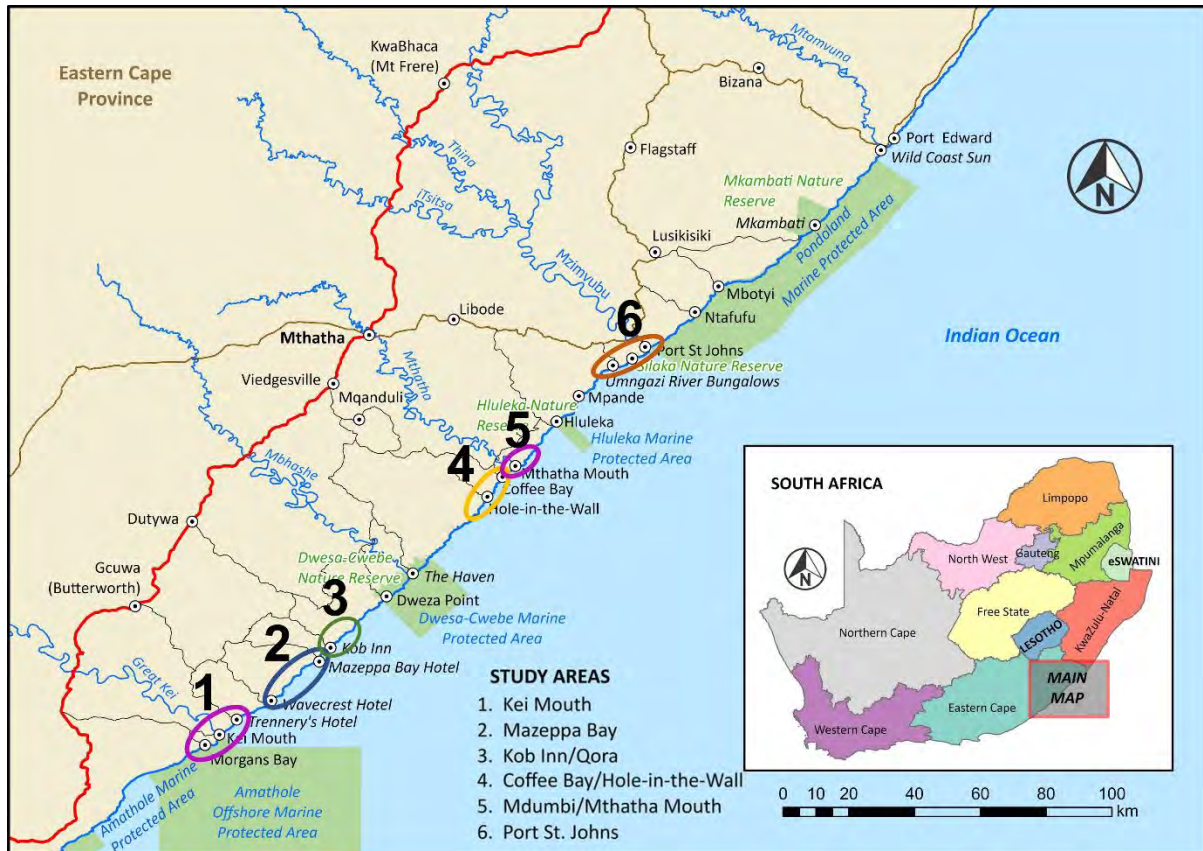 Eastern Cape
Province
KwaBhaca
(Mt Frere)
Mtamvuna
Bizana
Port Edward
Wild Coast Sun
Thina
Flagstaff
iTsitsa
Mkambati Nature
Reserve
Mkambati
Pondoland
Marine Protected Area
N
Lusikisiki
Mzimvubu
Mbotyi
Ntafufu
Libode
Mthatha
6
Port St Johns
Silaka Nature Reserve
Umngazi River Bungalows
Indian Ocean
Viedgesville
Mthatha
Mqanduli
Mpande
Hluleka Nature
Reserve
Hluleka
Hluleka Marine
Protected Area
5
4
Mthatha Mouth
Coffee Bay
Hole-in-the-Wall
Mbhashe
Dutywa
Gcuwa
(Butterworth)
Dwesa-Cwebe
Nature Reserve
The Haven
Dweza Point
Dwesa-Cwebe Marine
Protected Area
3
Kob Inn
2
Mazeppa Bay Hotel
Great Kei
1
Wavecrest Hotel
Trennery's Hotel
Kei Mouth
Morgans Bay
Amathole Marine
Protected Area
Amathole
Offshore Marine
Protected Area
STUDY AREAS
1. Kei Mouth
2. Mazeppa Bay
3. Kob Inn/Qora
4. Coffee Bay/Hole-in-the-Wall
5. Mdumbi/Mthatha Mouth
6. Port St. Johns
SOUTH AFRICA
N
Limpopo
North West
Gauteng
Mpumalanga
eSWATINI
Free State
KwaZulu-Natal
LESOTHO
Northern Cape
Eastern Cape
Western Cape
MAIN
MAP
0 10 20 40 60 80 100
km